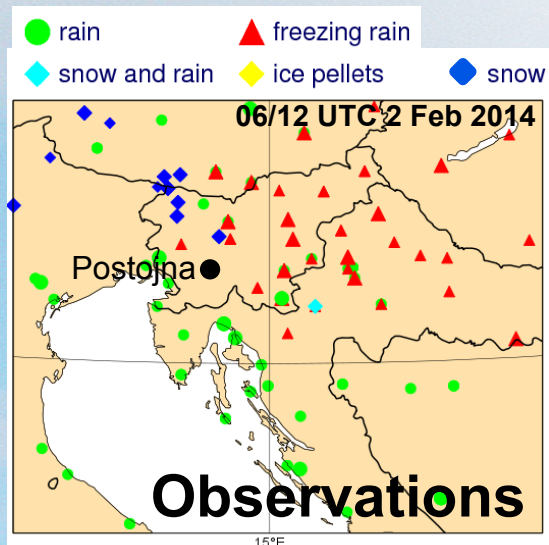 rain
freezing rain
snow and rain
ice pellets
snow
06/12 UTC 2 Feb 2014
Postojna
Observations
15°E